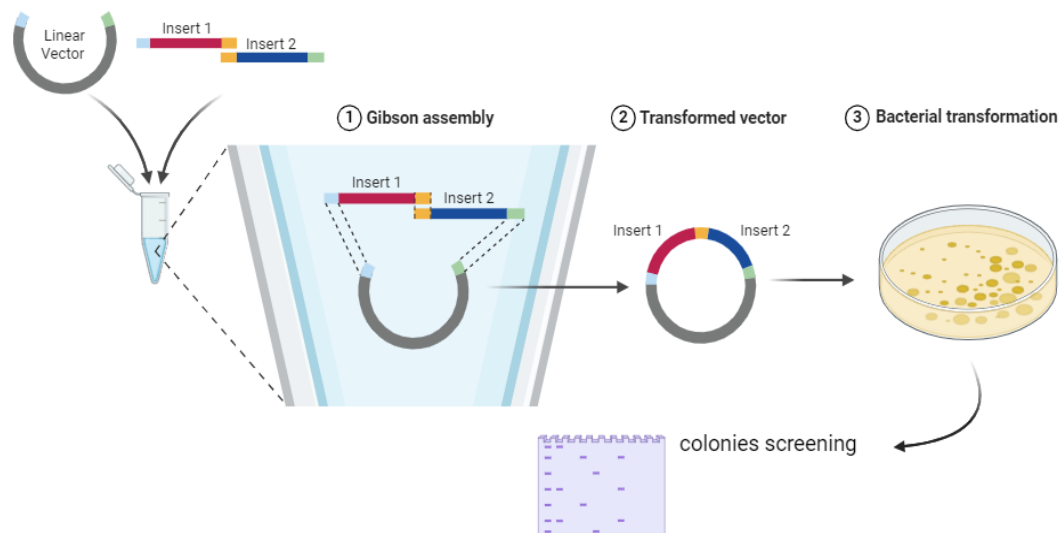 Linear
Vector
Insert 1
Insert 2
1 Gibson assembly
2 Transformed vector
3 Bacterial transformation
Insert 1
Insert 2
Insert 1
Insert 2
colonies screening